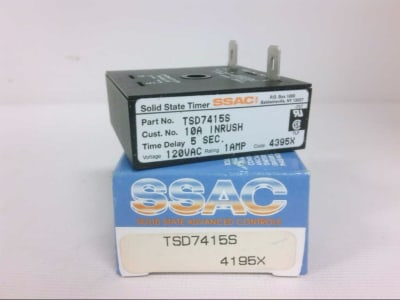 Solid State Timer SSAC INC P.O. Box 1000
Baldwinsville, NY 13027
Part No. TSD7415S
Cust. No. 10A INRUSH
Time Delay 5 SEC.
Voltage 120VAC Rating 1AMP Code 4395X
SSAC
SOLID STATE ADVANCED CONTROLS
TSD7415S
4195X